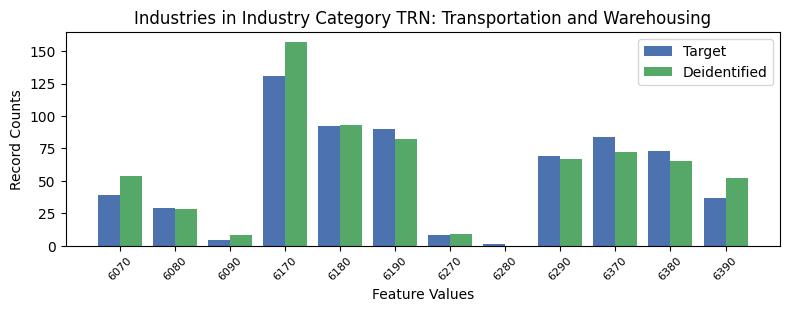 Industries in Industry Category TRN: Transportation and Warehousing
Record Counts
150
125
100
75
50
25
0
Target
Deidentified
6070 6080 6090 6170 6180 6190 6270 6280 6290 6370 6380 6390
Feature Values